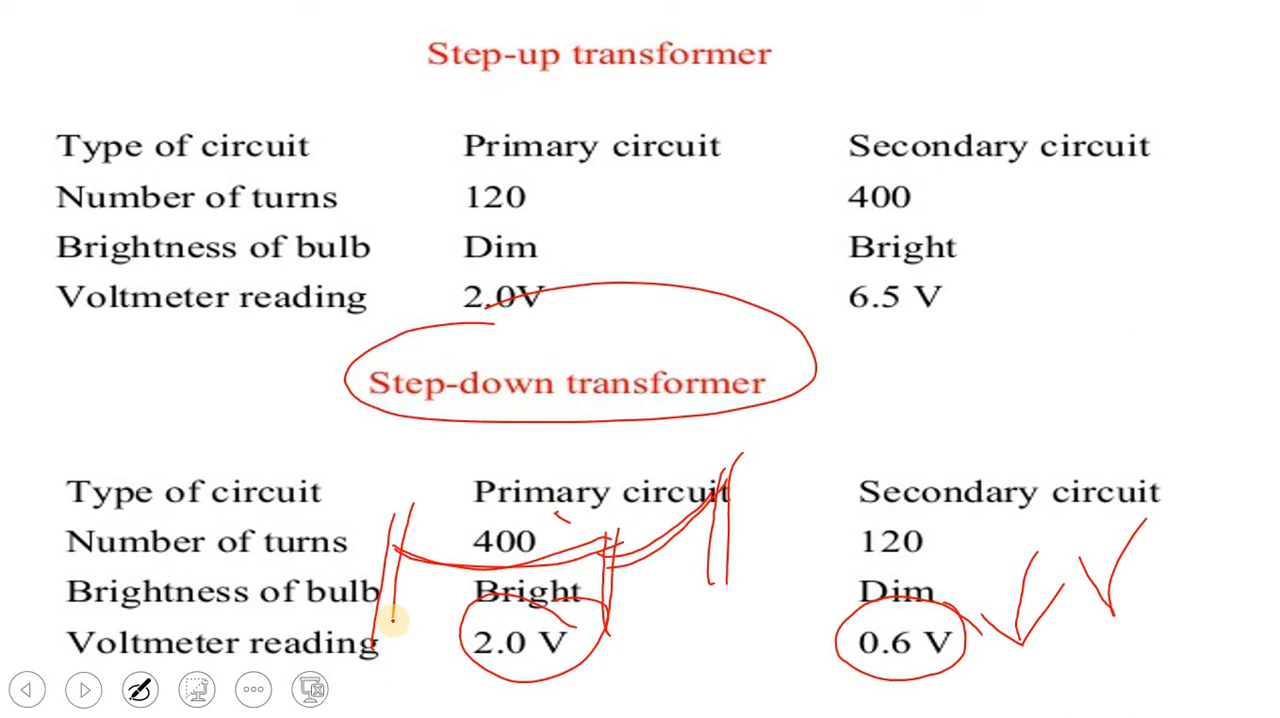 Step-up transformer
Type of circuit Primary circuit Secondary circuit
Number of turns 120 400
Brightness of bulb Dim Bright
Voltmeter reading 2.0V 6.5 V
Step-down transformer
Type of circuit Primary circuit Secondary circuit
Number of turns 400 120
Brightness of bulb Bright Dim
Voltmeter reading 2.0 V 0.6 V